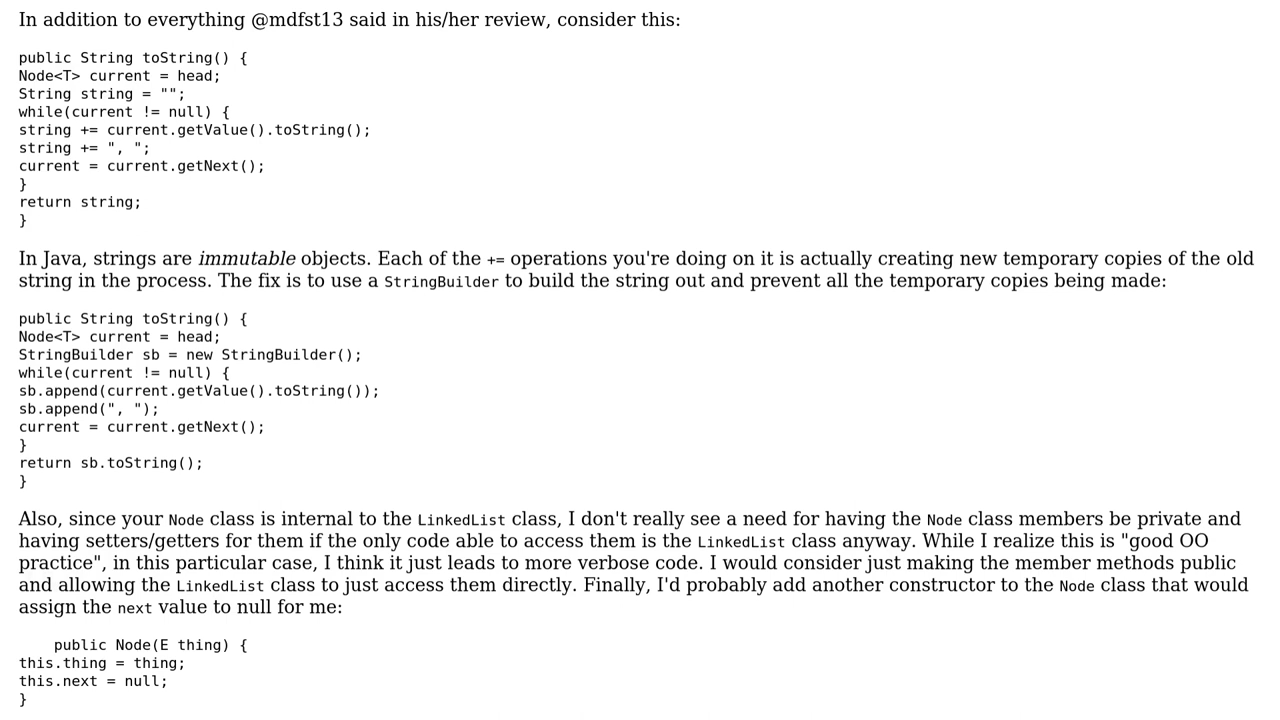 In addition to everything @mdfst13 said in his/her review, consider this:
public String toString() {
Node<T> current = head;
String string = "";
while(current != null) {
string += current.getValue().toString();
string += ", ";
current = current.getNext();
}
return string;
}
In Java, strings are immutable objects. Each of the += operations you're doing on it is actually creating new temporary copies of the old
string in the process. The fix is to use a StringBuilder to build the string out and prevent all the temporary copies being made:
public String toString() {
Node<T> current = head;
StringBuilder sb = new StringBuilder();
while(current != null) {
sb.append(current.getValue().toString());
sb.append(", ");
current = current.getNext();
}
return sb.toString();
}
Also, since your Node class is internal to the LinkedList class, I don't really see a need for having the Node class members be private and
having setters/getters for them if the only code able to access them is the LinkedList class anyway. While I realize this is "good OO
practice", in this particular case, I think it just leads to more verbose code. I would consider just making the member methods public
and allowing the LinkedList class to just access them directly. Finally, I'd probably add another constructor to the Node class that would
assign the next value to null for me:
public Node(E thing) {
this.thing = thing;
this.next = null;
}